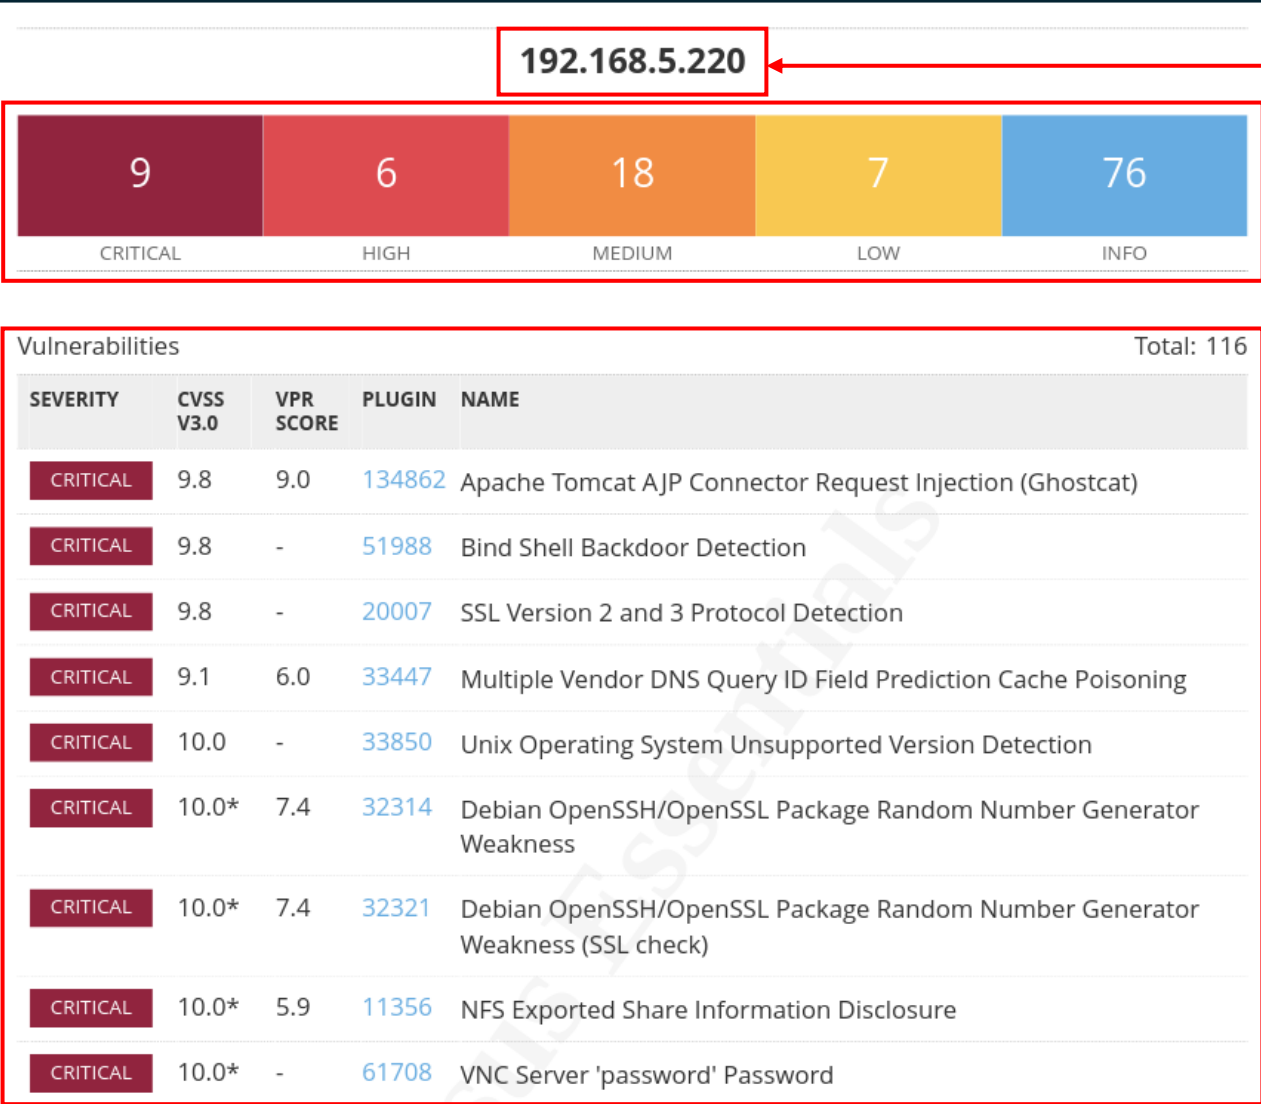 192.168.5.220
9 6 18 7 76
CRITICAL HIGH MEDIUM LOW INFO
Vulnerabilities Total: 116
SEVERITY CVSS V3.0 VPR SCORE PLUGIN NAME
CRITICAL 9.8 9.0 134862 Apache Tomcat AJP Connector Request Injection (Ghostcat)
CRITICAL 9.8 - 51988 Bind Shell Backdoor Detection
CRITICAL 9.8 - 20007 SSL Version 2 and 3 Protocol Detection
CRITICAL 9.1 6.0 33447 Multiple Vendor DNS Query ID Field Prediction Cache Poisoning
CRITICAL 10.0 - 33850 Unix Operating System Unsupported Version Detection
CRITICAL 10.0* 7.4 32314 Debian OpenSSH/OpenSSL Package Random Number Generator
Weakness
CRITICAL 10.0* 7.4 32321 Debian OpenSSH/OpenSSL Package Random Number Generator
Weakness (SSL check)
CRITICAL 10.0* 5.9 11356 NFS Exported Share Information Disclosure
CRITICAL 10.0* - 61708 VNC Server 'password' Password
Essentials